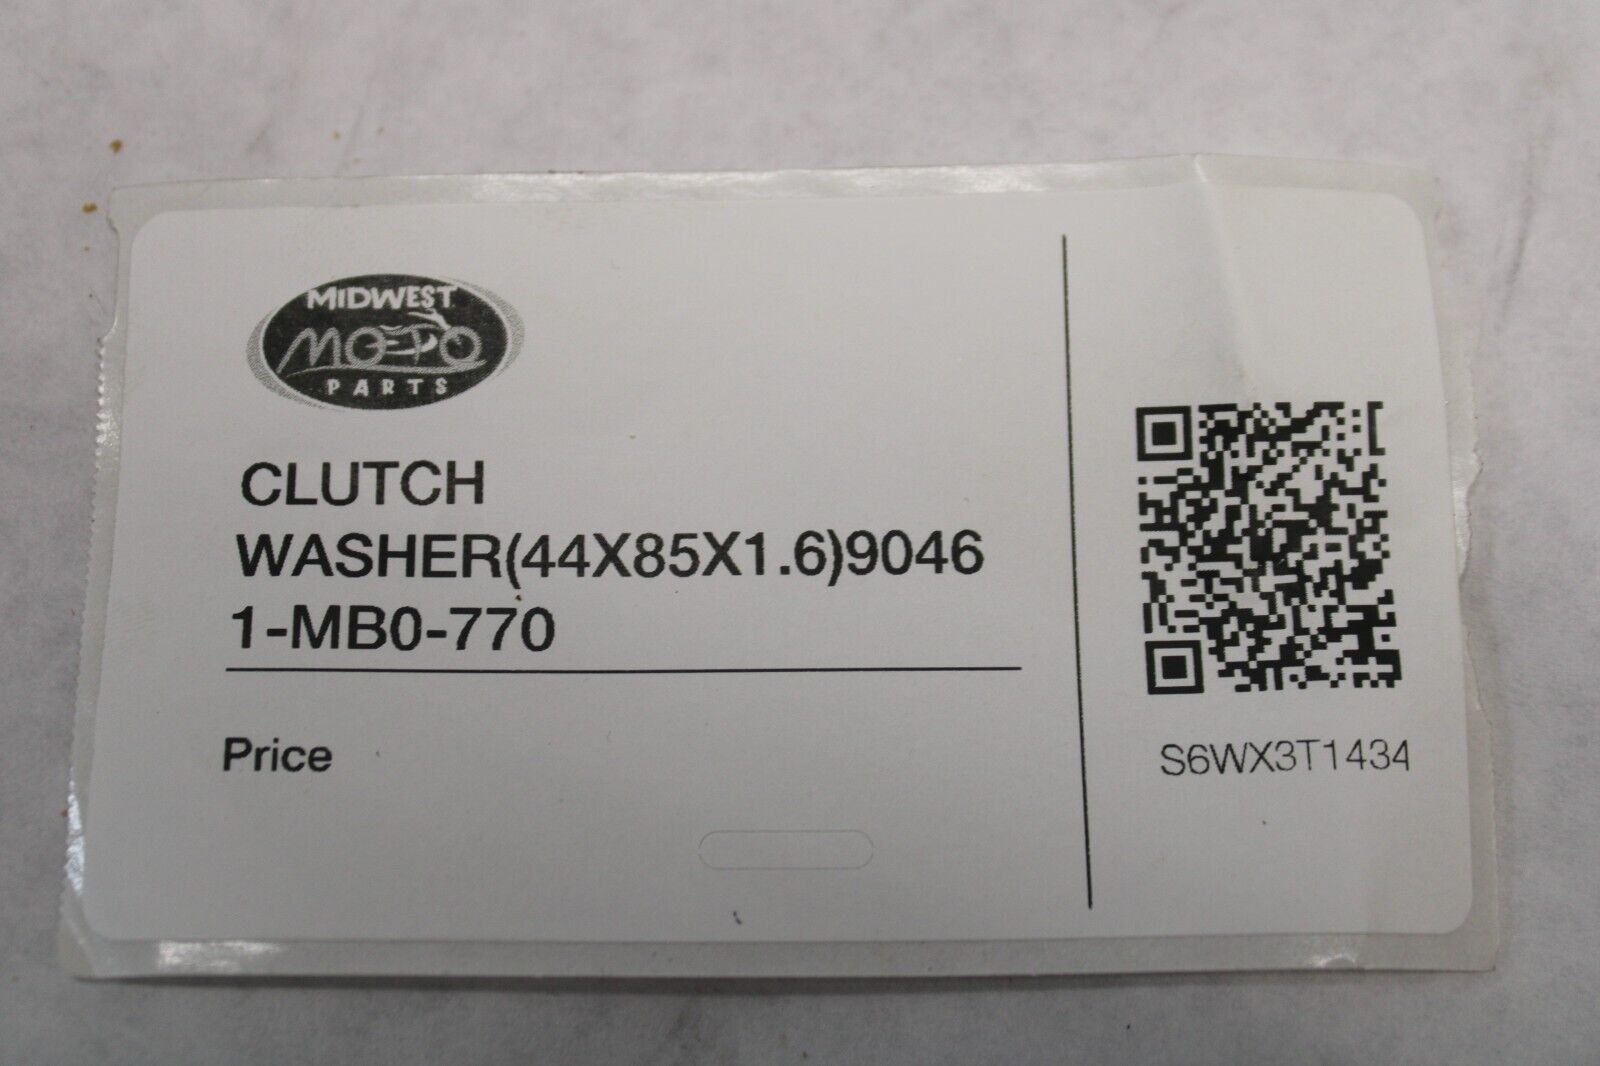 MIDWEST
MOTO
PARTS
CLUTCH
WASHER(44X85X1.6)9046
1-MB0-770
Price
S6WX3T1434